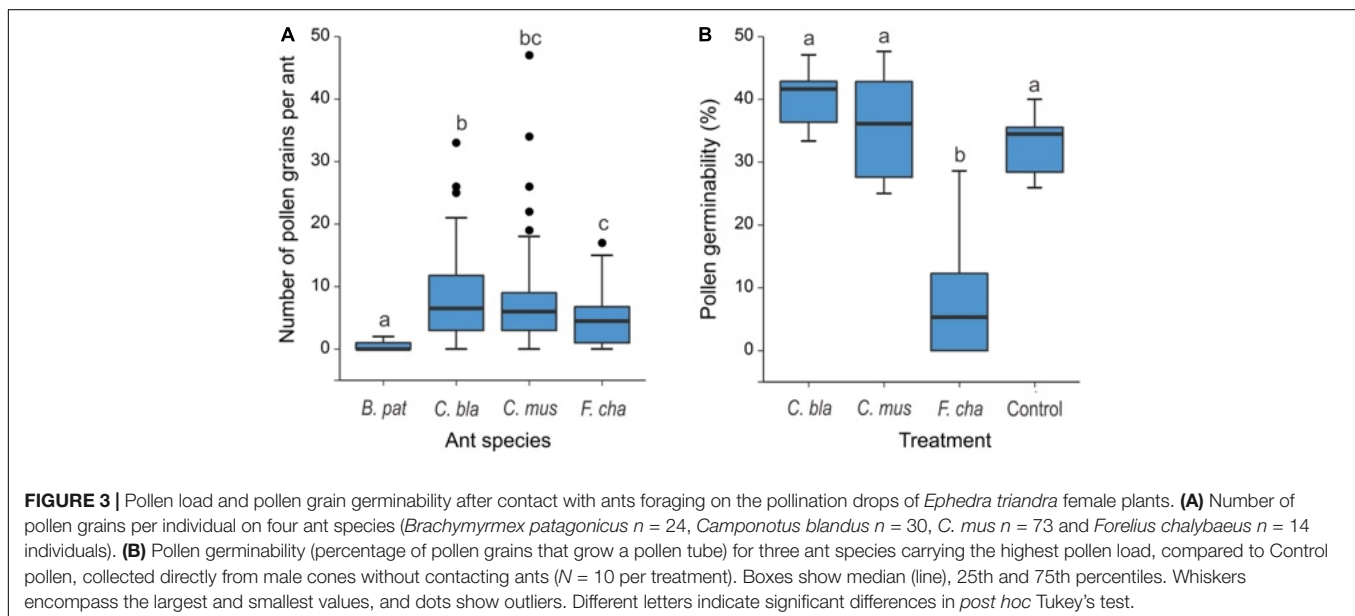 A
B
50
40
30
20
10
0
Number of pollen grains per ant
a
b
bc
c
B. pat C. bla C. mus F. cha
Ant species
50
40
30
20
10
0
Pollen germinability (%)
a
a
b
a
C. bla C. mus F. cha Control
Treatment
FIGURE 3 | Pollen load and pollen grain germinability after contact with ants foraging on the pollination drops of Ephedra triandra female plants. (A) Number of
pollen grains per individual on four ant species (Brachymyrmex patagonicus n = 24, Camponotus blandus n = 30, C. mus n = 73 and Forelius chalybaeus n = 14
individuals). (B) Pollen germinability (percentage of pollen grains that grow a pollen tube) for three ant species carrying the highest pollen load, compared to Control
pollen, collected directly from male cones without contacting ants (N = 10 per treatment). Boxes show median (line), 25th and 75th percentiles. Whiskers
encompass the largest and smallest values, and dots show outliers. Different letters indicate significant differences in post hoc Tukey's test.